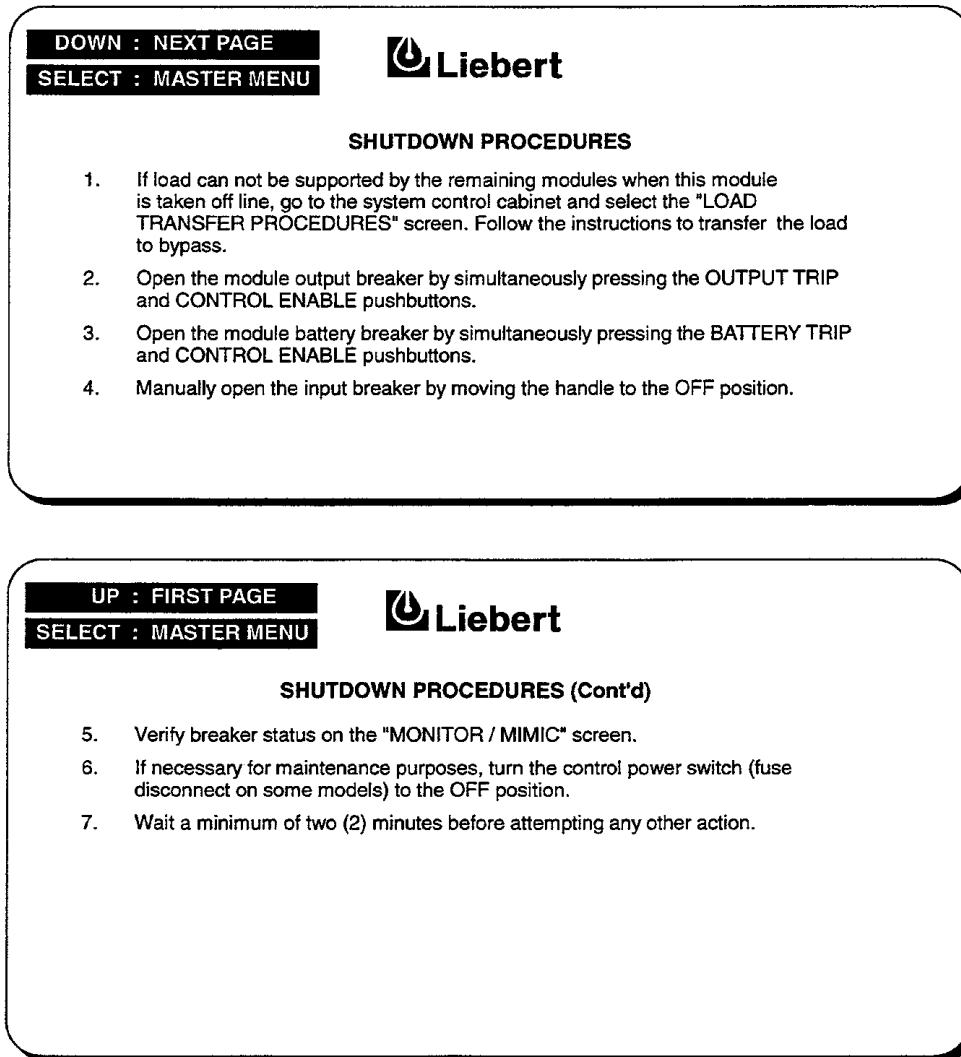 DOWN : NEXT PAGE
SELECT : MASTER MENU
Liebert
SHUTDOWN PROCEDURES
1. If load can not be supported by the remaining modules when this module
is taken off line, go to the system control cabinet and select the "LOAD
TRANSFER PROCEDURES" screen. Follow the instructions to transfer the load
to bypass.
2. Open the module output breaker by simultaneously pressing the OUTPUT TRIP
and CONTROL ENABLE pushbuttons.
3. Open the module battery breaker by simultaneously pressing the BATTERY TRIP
and CONTROL ENABLE pushbuttons.
4. Manually open the input breaker by moving the handle to the OFF position.
UP : FIRST PAGE
SELECT : MASTER MENU
Liebert
SHUTDOWN PROCEDURES (Cont'd)
5. Verify breaker status on the "MONITOR / MIMIC" screen.
6. If necessary for maintenance purposes, turn the control power switch (fuse
disconnect on some models) to the OFF position.
7. Wait a minimum of two (2) minutes before attempting any other action.